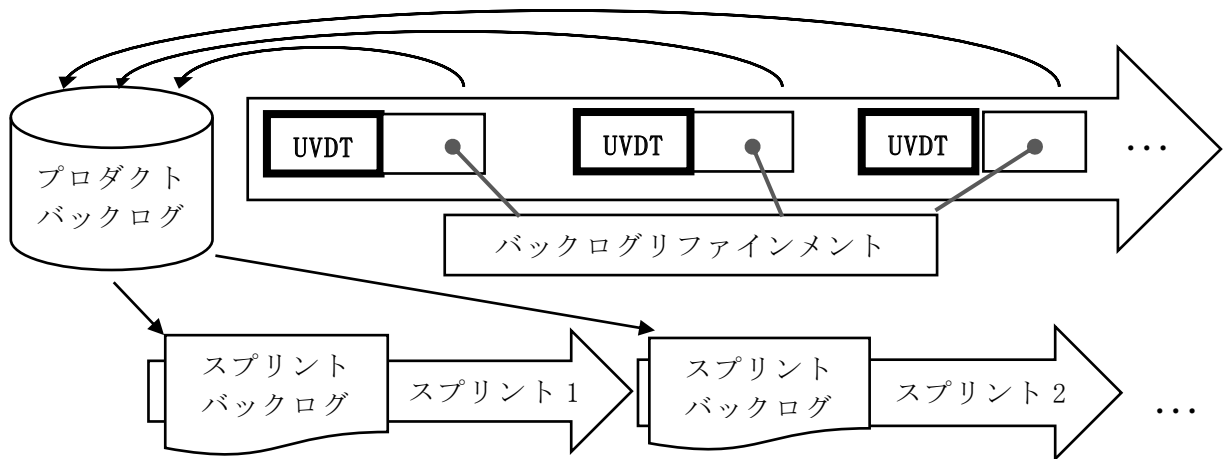 UVDT
UVDT
UVDT
…
プロダクト
バックログ
バックログリファインメント
スプリント
バックログ
スプリント1
スプリント
バックログ
スプリント2
…